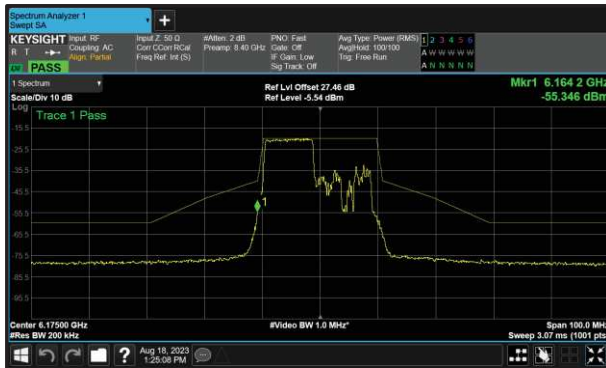 Spectrum Analyzer 1
Swept SA
KEYSIGHT
R T
PASS
Input: RF
Coupling: AC
Align: Partial
Input Z: 50 Ω
Corr CCorr RCal
Freq Ref: Int (S)
#Atten: 2 dB
Preamp: 8.40 GHz
PNO: Fast
Gate: Off
IF Gain: Low
Sig Track: Off
Avg Type: Power (RMS)
Avg|Hold: 100/100
Trig: Free Run
1 2 3 4 5 6
A W W W W W
A N N N N N
1 Spectrum
Scale/Div 10 dB
Log
Ref Lvl Offset 27.46 dB
Ref Level -5.54 dBm
Mkr1 6.164 2 GHz
-55.346 dBm
Trace 1 Pass
-15.5
-25.5
-35.5
-45.5
-55.5
-65.5
-75.5
-85.5
-95.5
1
Center 6.17500 GHz
#Res BW 200 kHz
#Video BW 1.0 MHz*
Span 100.0 MHz
Sweep 3.07 ms (1001 pts)
Aug 18, 2023
1:25:08 PM